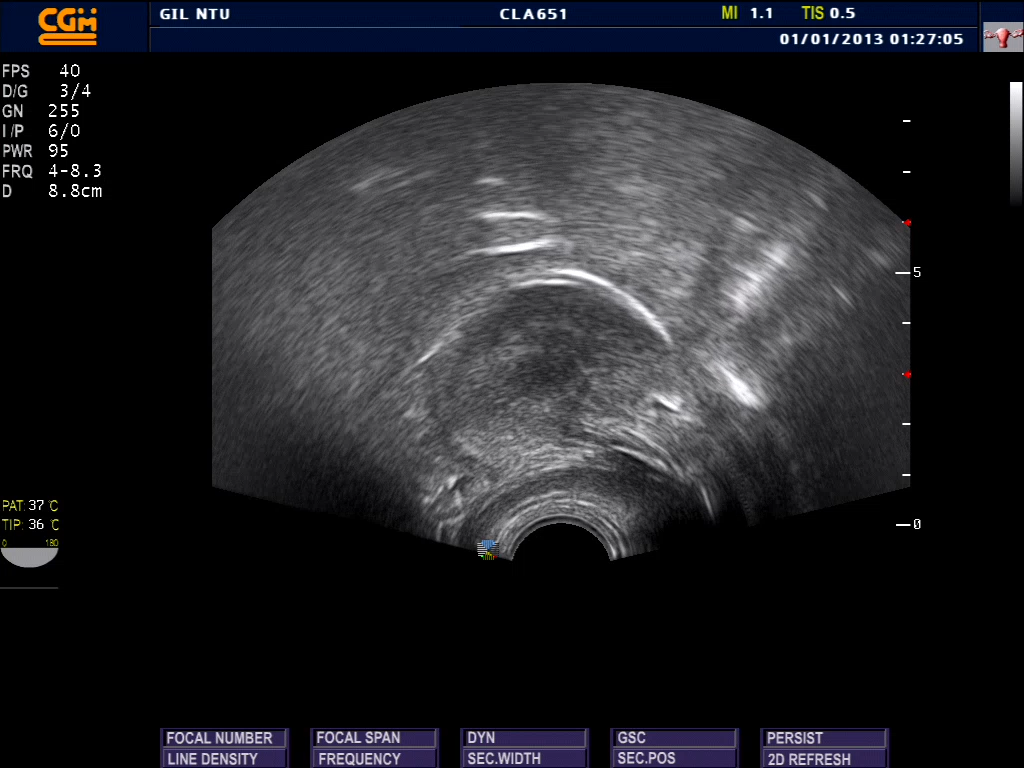 CGM
GIL NTU CLA651 MI 1.1 TIS 0.5
01/01/2013 01:27:05
FPS 40
D/G 3/4
GN 255
I/P 6/0
PWR 95
FRQ 4-8.3
D 8.8cm
5
PAT: 37 °C
TIP: 36 °C
0 180
0
FOCAL NUMBER FOCAL SPAN DYN GSC PERSIST
LINE DENSITY FREQUENCY SEC.WIDTH SEC.POS 2D REFRESH